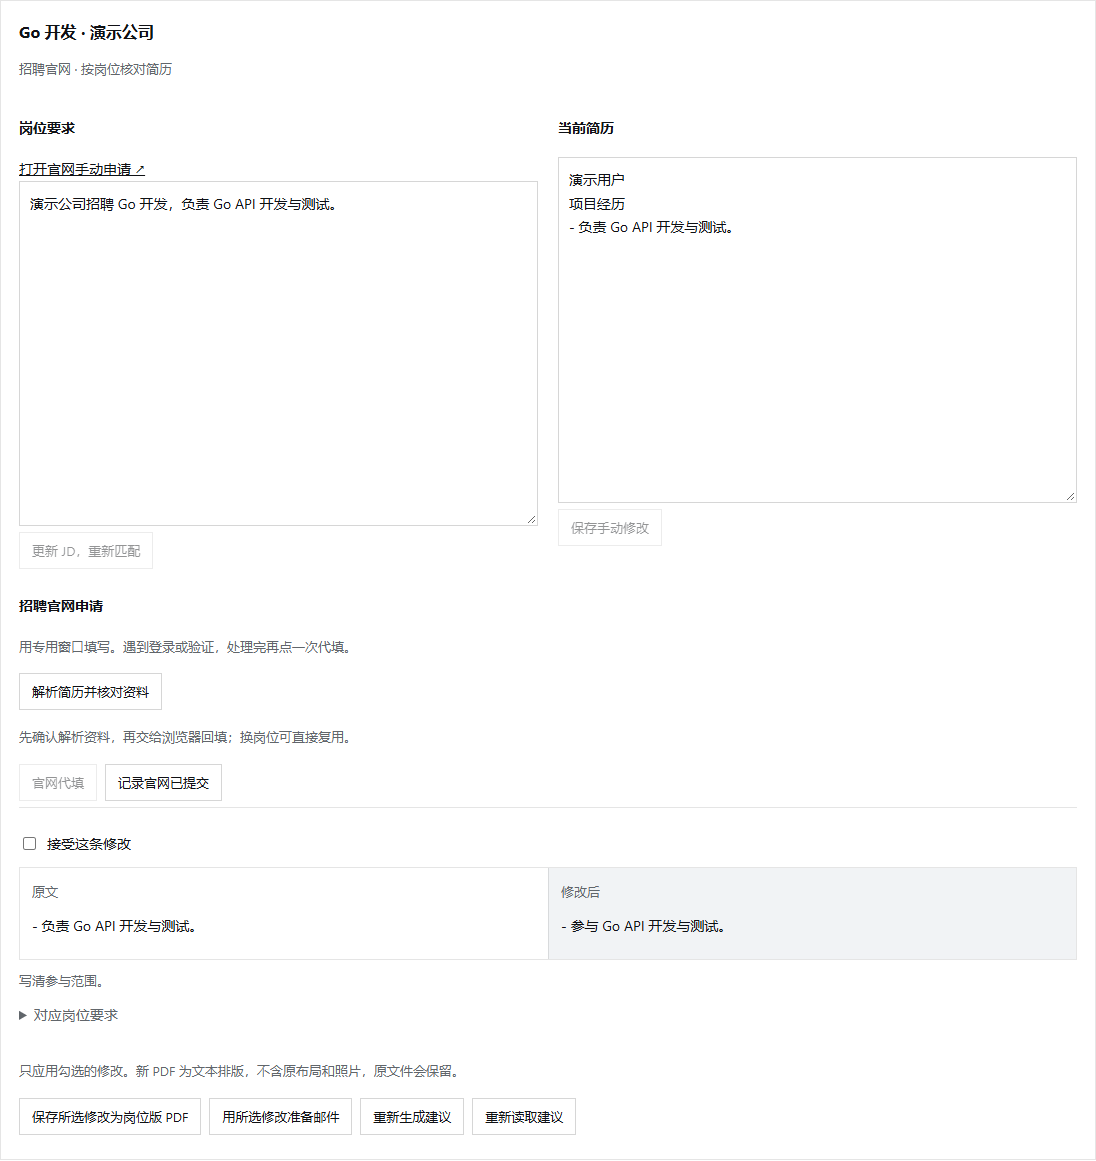 Go 开发 · 演示公司
招聘官网 · 按岗位核对简历
岗位要求
打开官网手动申请 ↗
演示公司招聘 Go 开发，负责 Go API 开发与测试。
更新 JD，重新匹配
当前简历
演示用户
项目经历
- 负责 Go API 开发与测试。
保存手动修改
招聘官网申请
用专用窗口填写。遇到登录或验证，处理完再点一次代填。
解析简历并核对资料
先确认解析资料，再交给浏览器回填；换岗位可直接复用。
官网代填 记录官网已提交
接受这条修改
原文
- 负责 Go API 开发与测试。
修改后
- 参与 Go API 开发与测试。
写清参与范围。
▶ 对应岗位要求
只应用勾选的修改。新 PDF 为文本排版，不含原布局和照片，原文件会保留。
保存所选修改为岗位版 PDF 用所选修改准备邮件 重新生成建议 重新读取建议